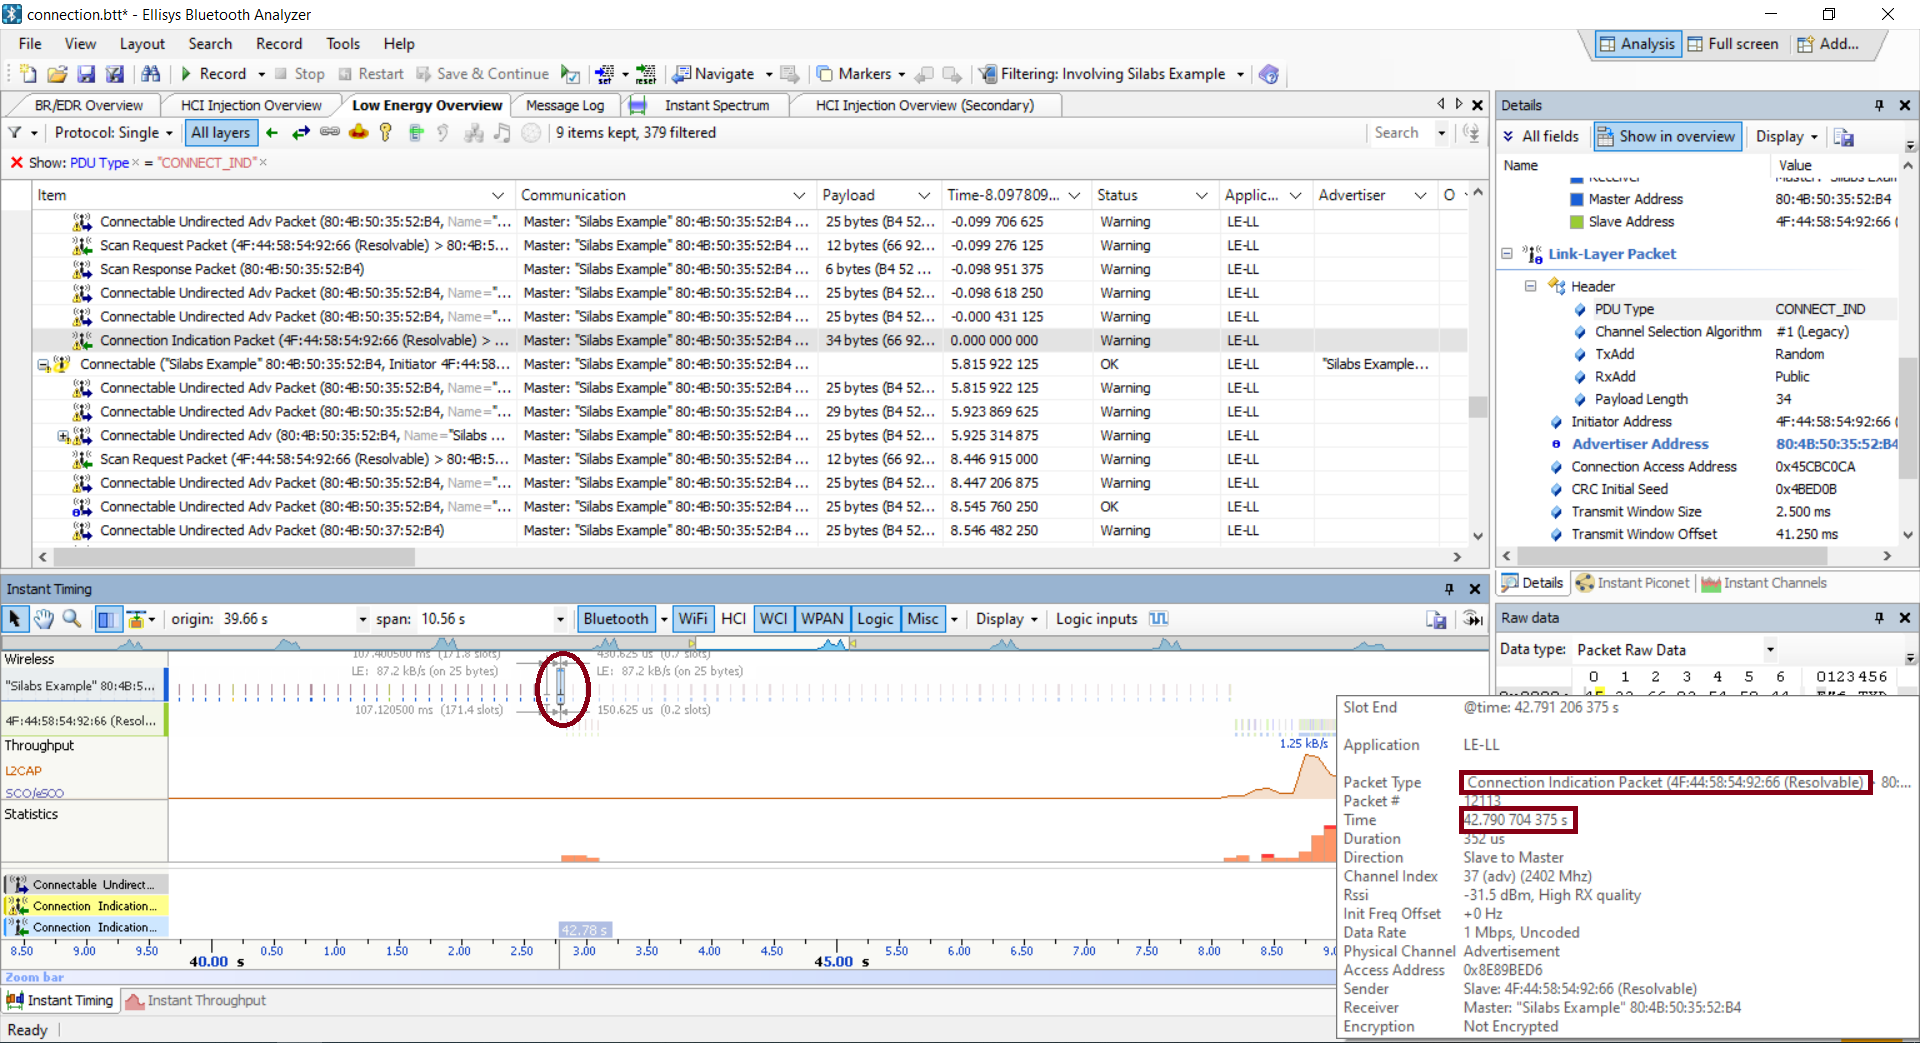 connection.btt* - Ellisys Bluetooth Analyzer
File View Layout Search Record Tools Help
Analysis Full screen Add...
Record Stop Restart Save & Continue set reset Navigate Markers Filtering: Involving Silabs Example
BR/EDR Overview HCI Injection Overview Low Energy Overview Message Log Instant Spectrum HCI Injection Overview (Secondary)
Protocol: Single All layers 9 items kept, 379 filtered Search
Show: PDU Type = "CONNECT_IND"
Item Communication Payload Time-8.097809... Status Applic... Advertiser O
Connectable Undirected Adv Packet (80:4B:50:35:52:B4, Name="... Master: "Silabs Example" 80:4B:50:35:52:B4 ... 25 bytes (B4 52... -0.099 706 625 Warning LE-LL
Scan Request Packet (4F:44:58:54:92:66 (Resolvable) > 80:4B:5... Master: "Silabs Example" 80:4B:50:35:52:B4 ... 12 bytes (66 92... -0.099 276 125 Warning LE-LL
Scan Response Packet (80:4B:50:35:52:B4) Master: "Silabs Example" 80:4B:50:35:52:B4 ... 6 bytes (B4 52 ... -0.098 951 375 Warning LE-LL
Connectable Undirected Adv Packet (80:4B:50:35:52:B4, Name="... Master: "Silabs Example" 80:4B:50:35:52:B4 ... 25 bytes (B4 52... -0.098 618 250 Warning LE-LL
Connectable Undirected Adv Packet (80:4B:50:35:52:B4, Name="... Master: "Silabs Example" 80:4B:50:35:52:B4 ... 25 bytes (B4 52... -0.000 431 125 Warning LE-LL
Connection Indication Packet (4F:44:58:54:92:66 (Resolvable) > ... Master: "Silabs Example" 80:4B:50:35:52:B4 ... 34 bytes (66 92... 0.000 000 000 Warning LE-LL
Connectable ("Silabs Example" 80:4B:50:35:52:B4, Initiator 4F:44:58... 5.815 922 125 OK LE-LL "Silabs Example...
Connectable Undirected Adv Packet (80:4B:50:35:52:B4, Name="... Master: "Silabs Example" 80:4B:50:35:52:B4 ... 25 bytes (B4 52... 5.815 922 125 Warning LE-LL
Connectable Undirected Adv Packet (80:4B:50:35:52:B4, Name="... Master: "Silabs Example" 80:4B:50:35:52:B4 ... 29 bytes (B4 52... 5.923 869 625 Warning LE-LL
Connectable Undirected Adv (80:4B:50:35:52:B4, Name="Silabs ... Master: "Silabs Example" 80:4B:50:35:52:B4 ... 25 bytes (B4 52... 5.925 314 875 Warning LE-LL
Scan Request Packet (4F:44:58:54:92:66 (Resolvable) > 80:4B:5... Master: "Silabs Example" 80:4B:50:35:52:B4 ... 12 bytes (66 92... 8.446 915 000 Warning LE-LL
Connectable Undirected Adv Packet (80:4B:50:35:52:B4, Name="... Master: "Silabs Example" 80:4B:50:35:52:B4 ... 25 bytes (B4 52... 8.447 206 875 Warning LE-LL
Connectable Undirected Adv Packet (80:4B:50:35:52:B4, Name="... Master: "Silabs Example" 80:4B:50:35:52:B4 ... 25 bytes (B4 52... 8.545 760 250 OK LE-LL
Connectable Undirected Adv Packet (80:4B:50:37:52:B4) Master: "Silabs Example" 80:4B:50:35:52:B4 ... 25 bytes (B4 52... 8.546 482 250 Warning LE-LL
Details
All fields Show in overview Display
Name Value
Receiver Master: "Silabs Exam
Master Address 80:4B:50:35:52:B4
Slave Address 4F:44:58:54:92:66 (
Link-Layer Packet
Header
PDU Type CONNECT_IND
Channel Selection Algorithm #1 (Legacy)
TxAdd Random
RxAdd Public
Payload Length 34
Initiator Address 4F:44:58:54:92:66 (
Advertiser Address 80:4B:50:35:52:B4
Connection Access Address 0x45CBC0CA
CRC Initial Seed 0x4BED0B
Transmit Window Size 2.500 ms
Transmit Window Offset 41.250 ms
Details Instant Piconet Instant Channels
Instant Timing
origin: 39.66 s span: 10.56 s Bluetooth WiFi HCI WCI WPAN Logic Misc Display Logic inputs
Wireless
107.400500 ms (171.8 slots) 430.625 us (0.7 slots)
LE: 87.2 kB/s (on 25 bytes) LE: 87.2 kB/s (on 25 bytes)
"Silabs Example" 80:4B:5...
107.120500 ms (171.4 slots) 150.625 us (0.2 slots)
4F:44:58:54:92:66 (Resol...
Throughput
1.25 kB/s
L2CAP
SCO/eSCO
Statistics
Connectable Undirect...
Connection Indication...
Connection Indication...
42.78 s
8.50 9.00 9.50 0.50 1.00 1.50 2.00 2.50 3.00 3.50 4.00 4.50 5.50 6.00 6.50 7.00 7.50 8.00 8.50 9.0
40.00 s 45.00 s
Zoom bar
Instant Timing Instant Throughput
Ready
Raw data
Data type: Packet Raw Data
0 1 2 3 4 5 6 0123456
Slot End @time: 42.791 206 375 s
Application LE-LL
Packet Type Connection Indication Packet (4F:44:58:54:92:66 (Resolvable) 80:...
Packet # 12113
Time 42.790 704 375 s
Duration 352 us
Direction Slave to Master
Channel Index 37 (adv) (2402 Mhz)
Rssi -31.5 dBm, High RX quality
Init Freq Offset +0 Hz
Data Rate 1 Mbps, Uncoded
Physical Channel Advertisement
Access Address 0x8E89BED6
Sender Slave: 4F:44:58:54:92:66 (Resolvable)
Receiver Master: "Silabs Example" 80:4B:50:35:52:B4
Encryption Not Encrypted